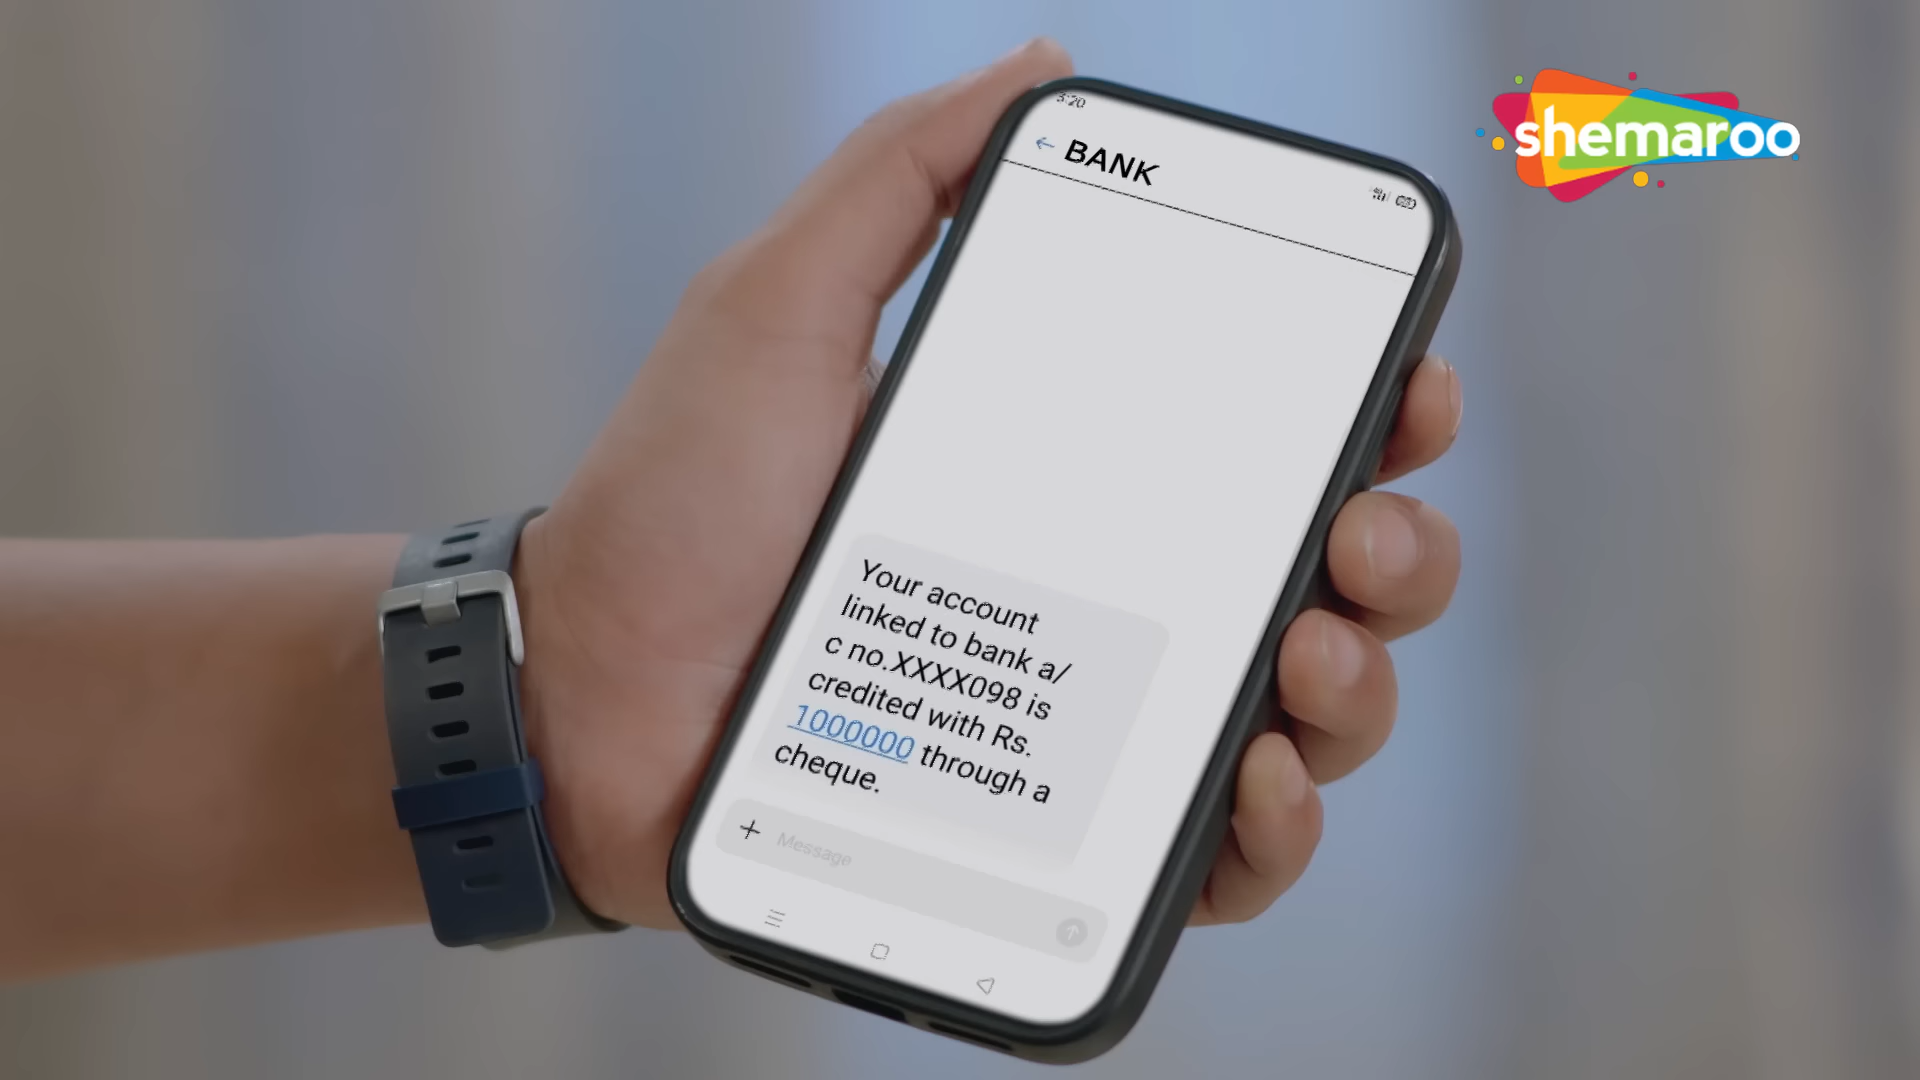 shemaroo
3:20
BANK
Your account
linked to bank a/
c no.XXXX098 is
credited with Rs.
1000000 through a
cheque.
Message